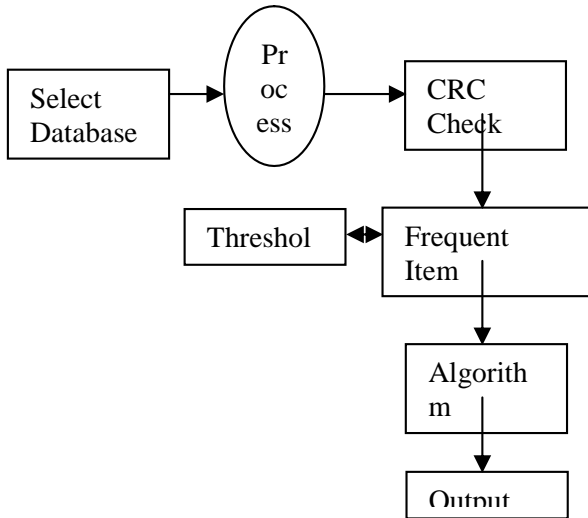 Select
Database
Pr
oc
ess
CRC
Check
Threshol
Frequent
Item
Algorith
m
Output